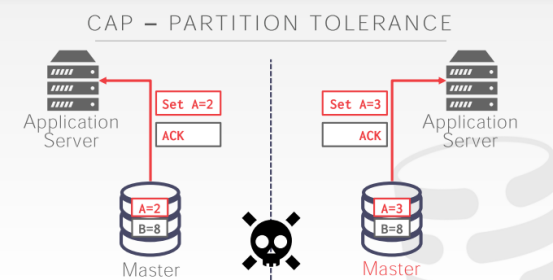 CAP – PARTITION TOLERANCE
Application
Server
Set A=2
ACK
A=2
B=8
Master
Set A=3
ACK
Application
Server
A=3
B=8
Master